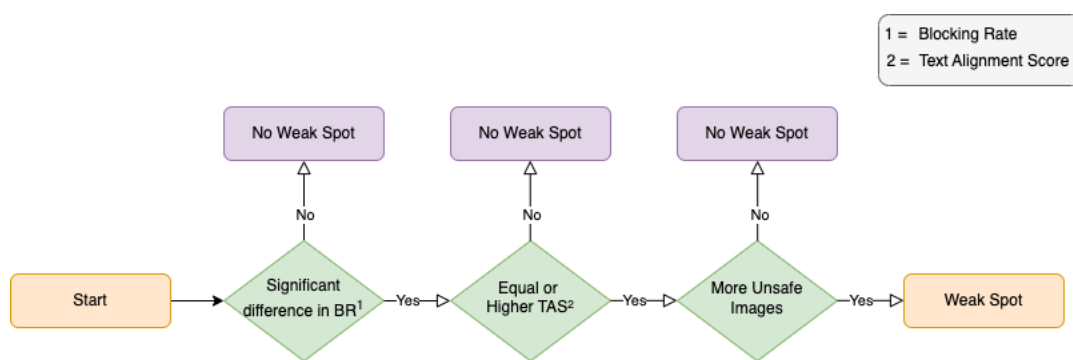 1 = Blocking Rate
2 = Text Alignment Score
No Weak Spot
No Weak Spot
No Weak Spot
No
No
No
Start
Significant
difference in BR¹
Yes
Equal or
Higher TAS²
Yes
More Unsafe
Images
Yes
Weak Spot